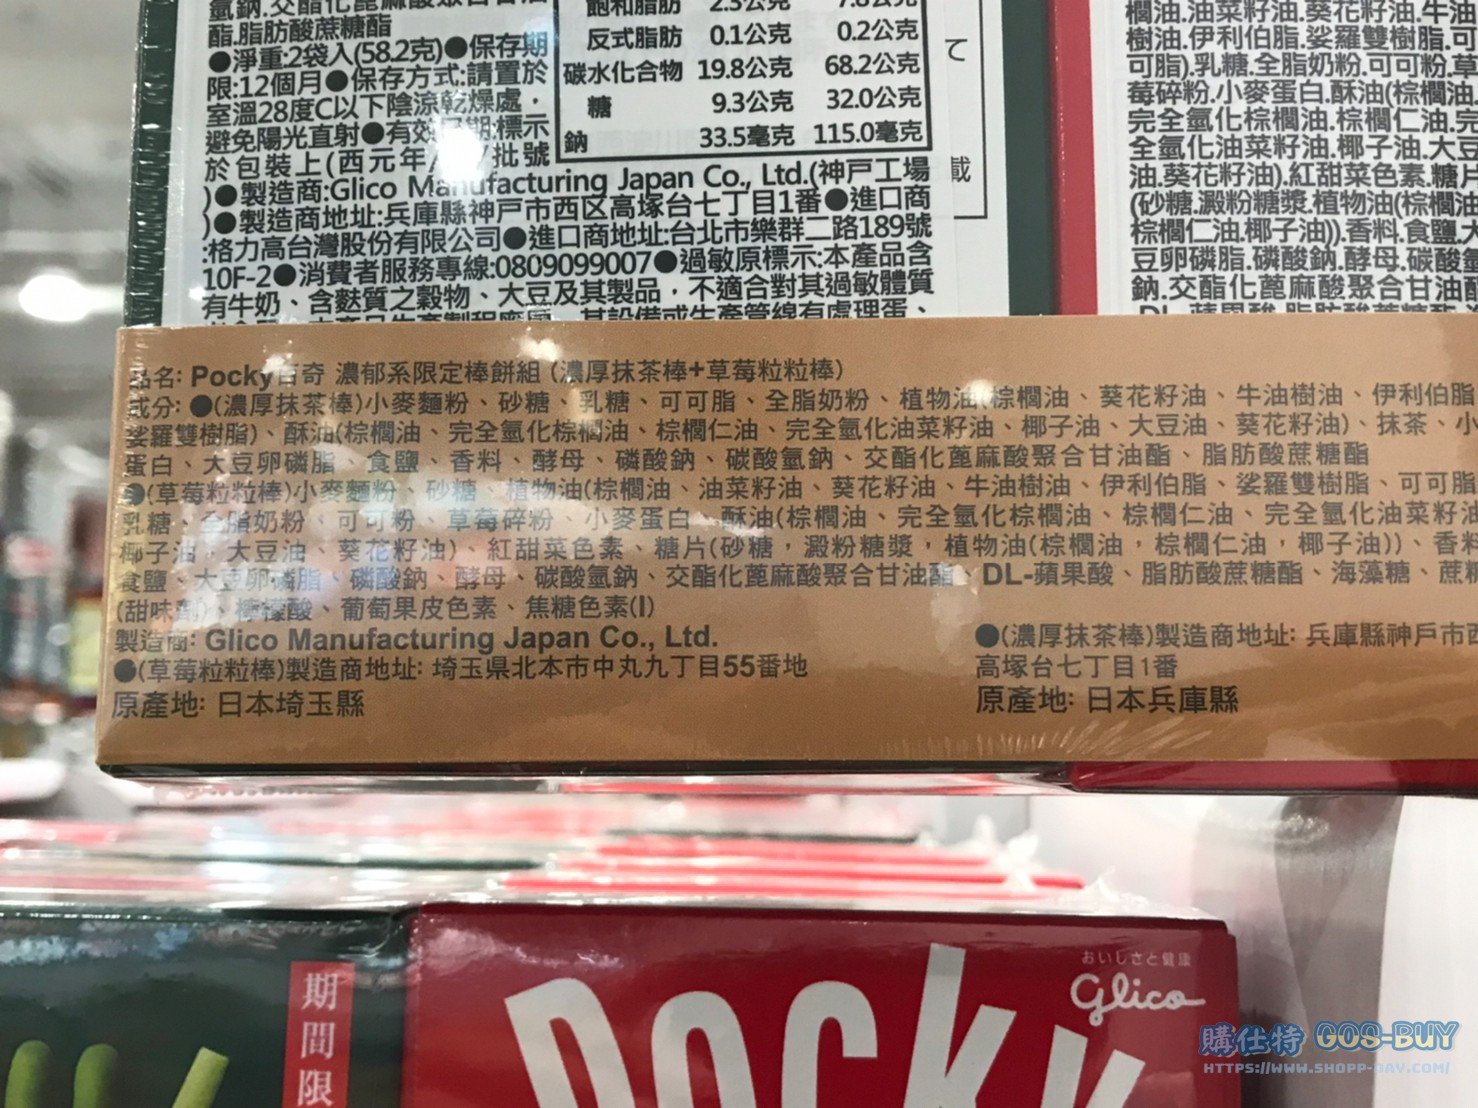 氫鈉.交酯化蓖麻酸聚合甘油
酯.脂肪酸蔗糖酯
●淨重:2袋入(58.2克)●保存期
限:12個月●保存方式:請置於
室溫28度C以下陰涼乾燥處，
避免陽光直射●有效日期:標示
於包裝上(西元年/月/批號
)●製造商:Glico Manufacturing Japan Co., Ltd.(神戸工場
)●製造商地址:兵庫縣神戸市西区高塚台七丁目1番●進口商
:格力高台灣股份有限公司●進口商地址:台北市樂群二路189號
10F-2●消費者服務專線:0809099007●過敏原標示:本產品含
有牛奶、含麩質之穀物、大豆及其製品，不適合對其過敏體質
其設備或生產管線有處理蛋、
飽和脂肪 2.3公克 7.8公克
反式脂肪 0.1公克 0.2公克
碳水化合物 19.8公克 68.2公克
糖 9.3公克 32.0公克
鈉 33.5毫克 115.0毫克
て
載
櫚油.油菜籽油.葵花籽油.牛油
樹油.伊利伯脂.娑羅雙樹脂.可
可脂).乳糖.全脂奶粉.可可粉.草
莓碎粉.小麥蛋白.酥油(棕櫚油.
完全氫化棕櫚油.棕櫚仁油.完
全氫化油菜籽油.椰子油.大豆
油.葵花籽油).紅甜菜色素.糖片
(砂糖.澱粉糖漿.植物油(棕櫚油
棕櫚仁油.椰子油)).香料.食鹽.大
豆卵磷脂.磷酸鈉.酵母.碳酸氫
鈉.交酯化蓖麻酸聚合甘油酯
DL-蘋果酸.脂肪酸蔗糖酯
品名: Pocky百奇 濃郁系限定棒餅組 (濃厚抹茶棒+草莓粒粒棒)
成分: ●(濃厚抹茶棒)小麥麵粉、砂糖、乳糖、可可脂、全脂奶粉、植物油(棕櫚油、葵花籽油、牛油樹油、伊利伯脂
娑羅雙樹脂)、酥油(棕櫚油、完全氫化棕櫚油、棕櫚仁油、完全氫化油菜籽油、椰子油、大豆油、葵花籽油)、抹茶、小
蛋白、大豆卵磷脂、食鹽、香料、酵母、磷酸鈉、碳酸氫鈉、交酯化蓖麻酸聚合甘油酯、脂肪酸蔗糖酯
●(草莓粒粒棒)小麥麵粉、砂糖、植物油(棕櫚油、油菜籽油、葵花籽油、牛油樹油、伊利伯脂、娑羅雙樹脂、可可脂
乳糖、全脂奶粉、可可粉、草莓碎粉、小麥蛋白、酥油(棕櫚油、完全氫化棕櫚油、棕櫚仁油、完全氫化油菜籽油
椰子油、大豆油、葵花籽油)、紅甜菜色素、糖片(砂糖，澱粉糖漿，植物油(棕櫚油，棕櫚仁油，椰子油))、香料
食鹽、大豆卵磷脂、磷酸鈉、酵母、碳酸氫鈉、交酯化蓖麻酸聚合甘油酯、DL-蘋果酸、脂肪酸蔗糖酯、海藻糖、蔗糖
(甜味劑)、檸檬酸、葡萄果皮色素、焦糖色素(I)
製造商: Glico Manufacturing Japan Co., Ltd.
●(草莓粒粒棒)製造商地址: 埼玉県北本市中丸九丁目55番地
原產地: 日本埼玉縣
●(濃厚抹茶棒)製造商地址: 兵庫縣神戶市西
高塚台七丁目1番
原產地: 日本兵庫縣
期間限
Pocky
おいしさと健康
Glico
購仕特 GOS-BUY
HTTPS://WWW.SHOPP-DAY.COM/